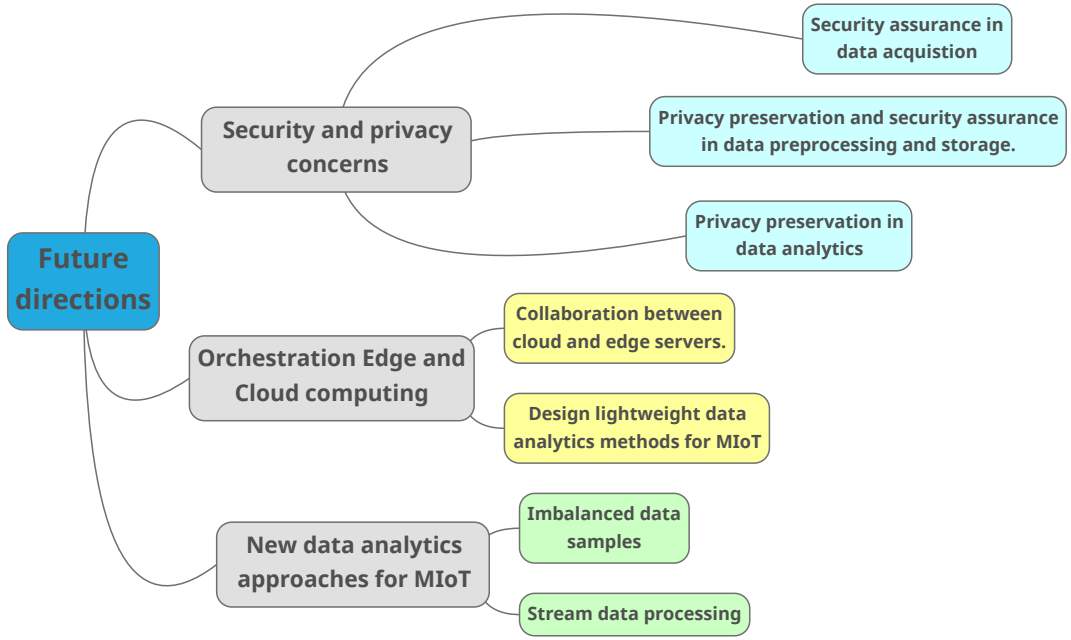 Future
directions
Security and privacy
concerns
Security assurance in
data acquistion
Privacy preservation and security assurance
in data preprocessing and storage.
Privacy preservation in
data analytics
Orchestration Edge and
Cloud computing
Collaboration between
cloud and edge servers.
Design lightweight data
analytics methods for MIoT
New data analytics
approaches for MIoT
Imbalanced data
samples
Stream data processing